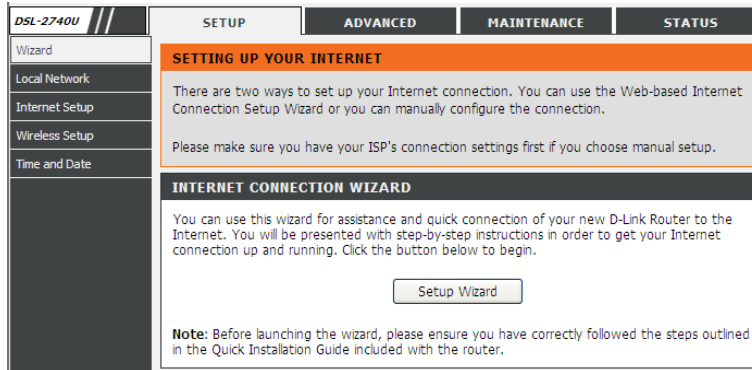 DSL-2740U // SETUP ADVANCED MAINTENANCE STATUS
Wizard
Local Network
Internet Setup
Wireless Setup
Time and Date
SETTING UP YOUR INTERNET
There are two ways to set up your Internet connection. You can use the Web-based Internet
Connection Setup Wizard or you can manually configure the connection.
Please make sure you have your ISP's connection settings first if you choose manual setup.
INTERNET CONNECTION WIZARD
You can use this wizard for assistance and quick connection of your new D-Link Router to the
Internet. You will be presented with step-by-step instructions in order to get your Internet
connection up and running. Click the button below to begin.
Setup Wizard
Note: Before launching the wizard, please ensure you have correctly followed the steps outlined
in the Quick Installation Guide included with the router.